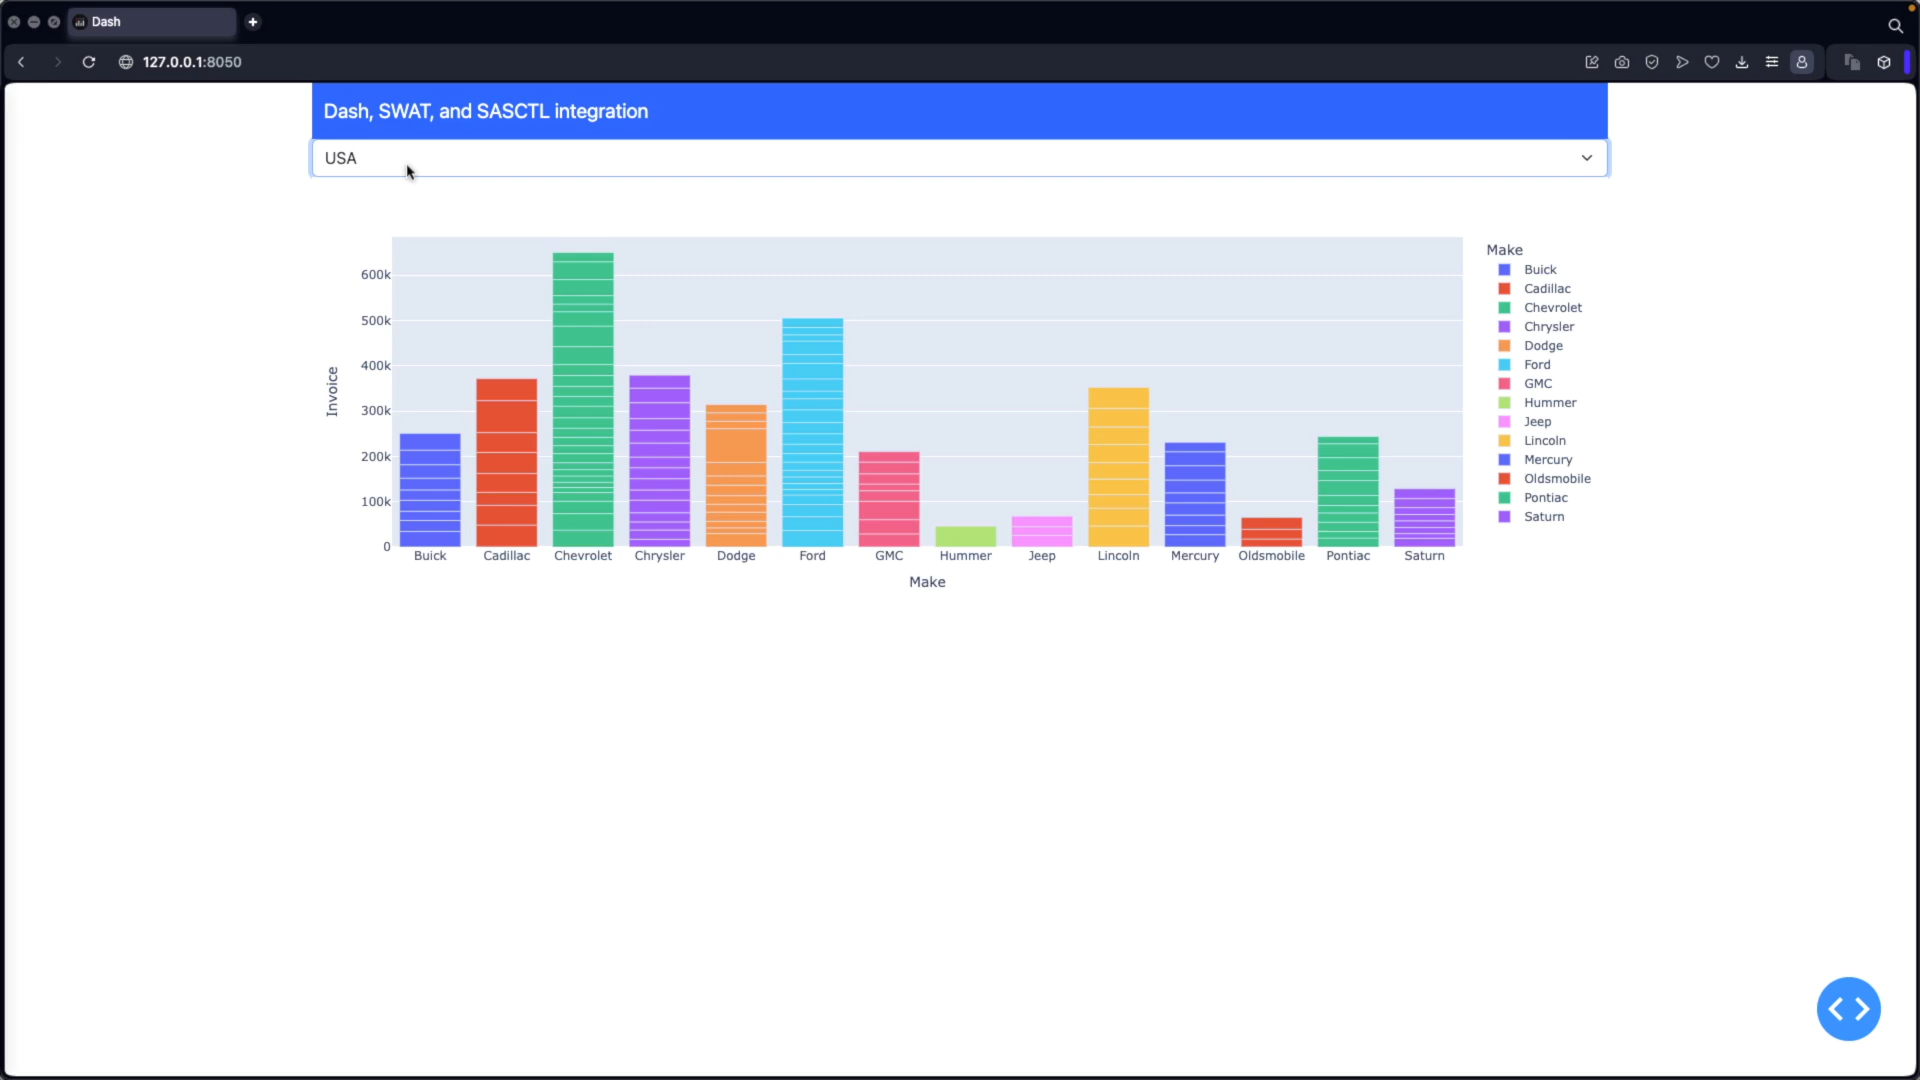 Dash
127.0.0.1:8050
Dash, SWAT, and SASCTL integration
USA
600k
500k
400k
300k
200k
100k
0
Invoice
Buick Cadillac Chevrolet Chrysler Dodge Ford GMC Hummer Jeep Lincoln Mercury Oldsmobile Pontiac Saturn
Make
Make
Buick
Cadillac
Chevrolet
Chrysler
Dodge
Ford
GMC
Hummer
Jeep
Lincoln
Mercury
Oldsmobile
Pontiac
Saturn